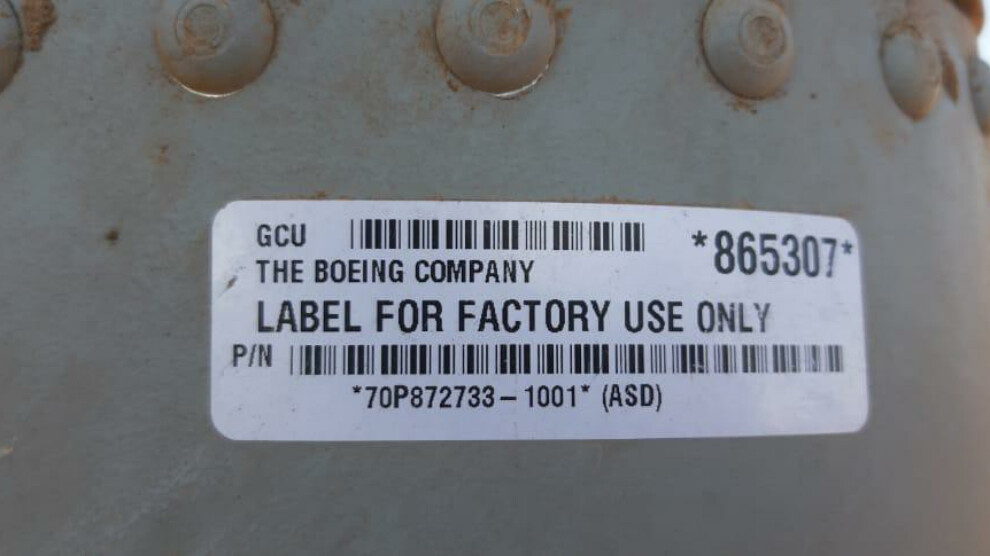 GCU *865307*
THE BOEING COMPANY
LABEL FOR FACTORY USE ONLY
P/N
*70P872733-1001* (ASD)